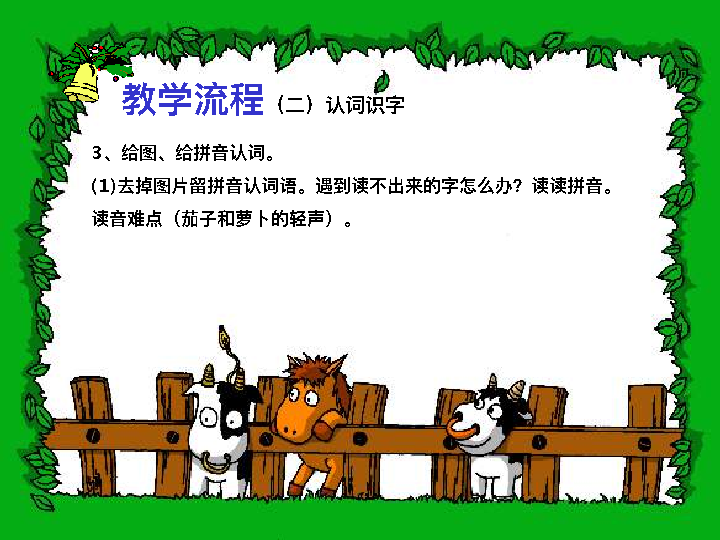 教学流程（二）认词识字
3、给图、给拼音认词。
(1)去掉图片留拼音认词语。遇到读不出来的字怎么办？读读拼音。
读音难点（茄子和萝卜的轻声）。